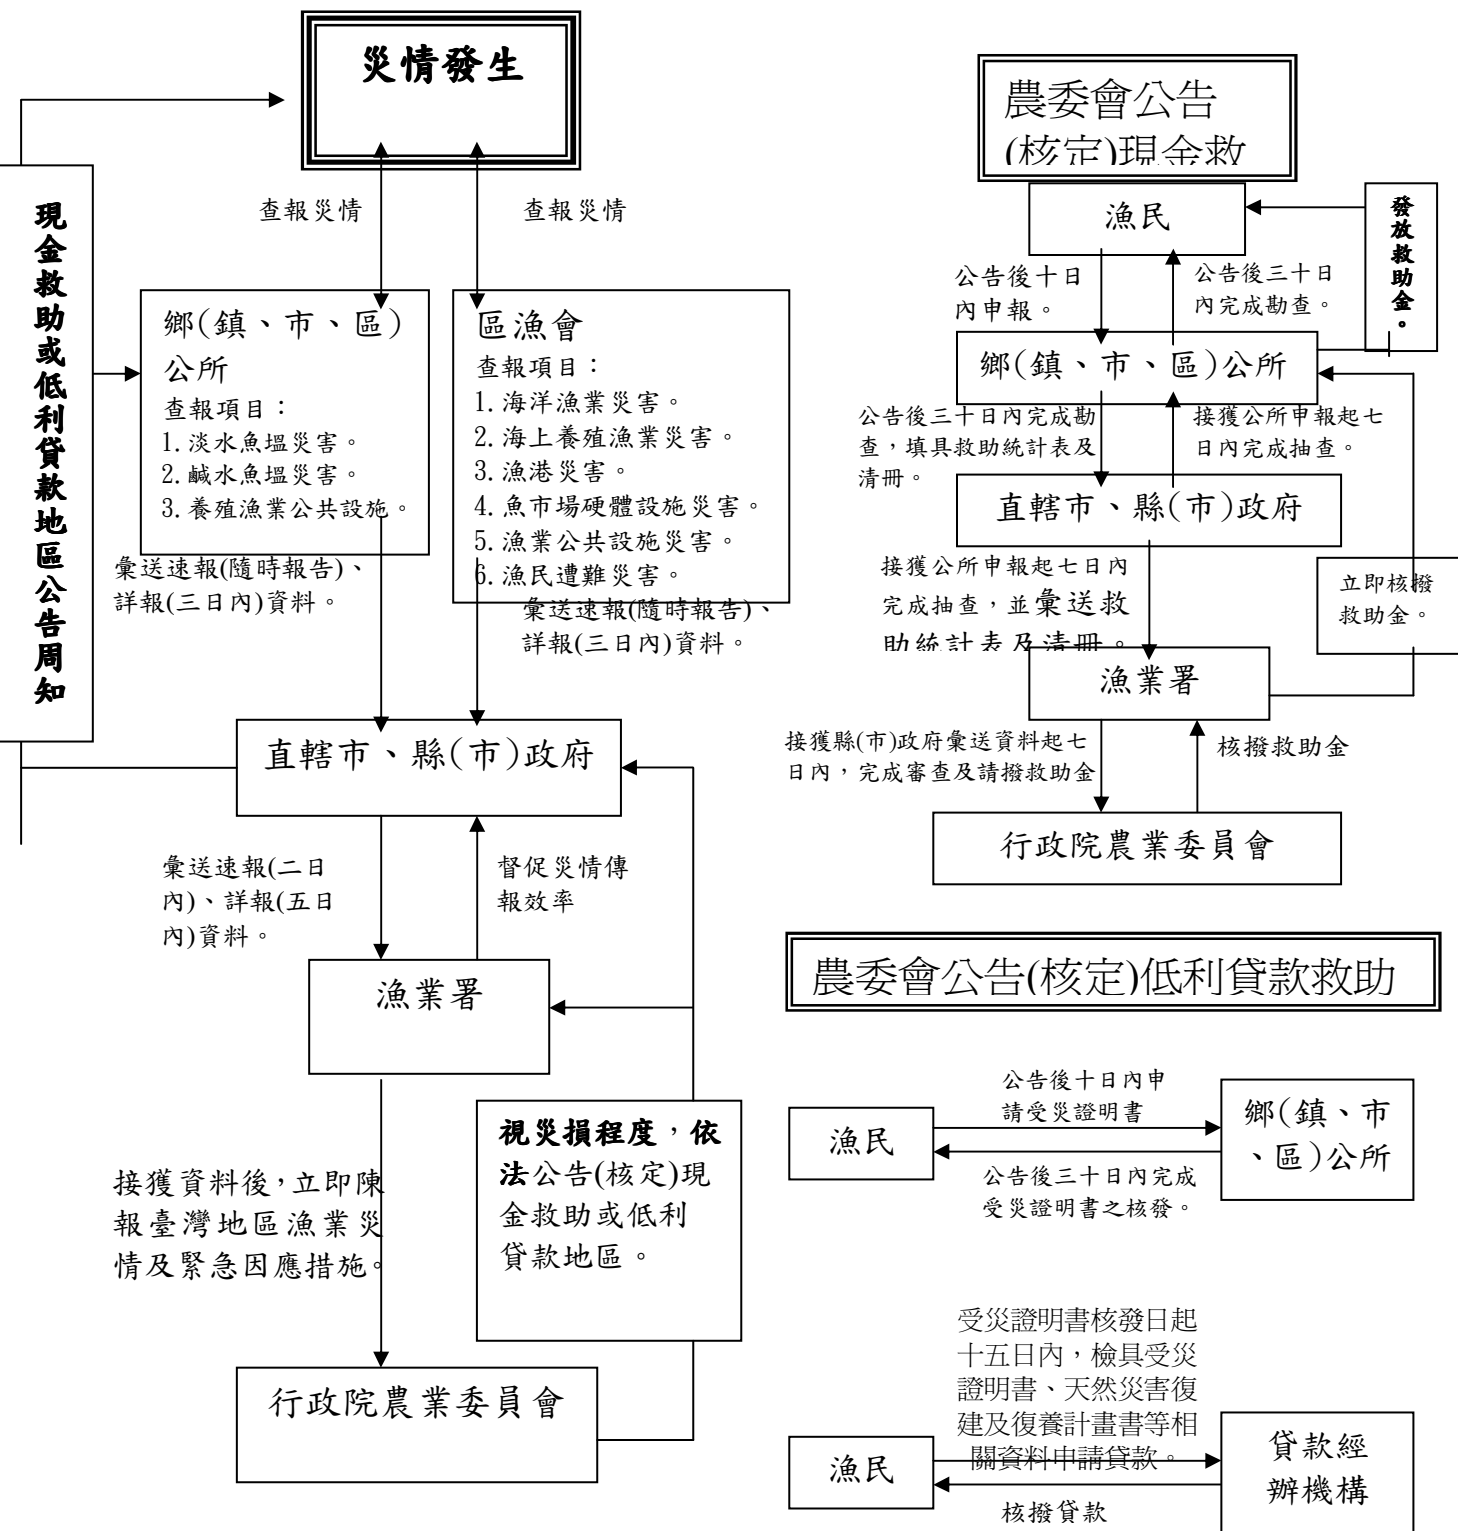 災情發生
查報災情
查報災情
現金救助或低利貸款地區公告周知
鄉(鎮、市、區)
公所
查報項目：
1.淡水魚塭災害。
2.鹹水魚塭災害。
3.養殖漁業公共設施。
區漁會
查報項目：
1.海洋漁業災害。
2.海上養殖漁業災害。
3.漁港災害。
4.魚市場硬體設施災害。
5.漁業公共設施災害。
6.漁民遭難災害。
彙送速報(隨時報告)、
詳報(三日內)資料。
彙送速報(隨時報告)、
詳報(三日內)資料。
直轄市、縣(市)政府
彙送速報(二日
內)、詳報(五日
內)資料。
督促災情傳
報效率
漁業署
接獲資料後，立即陳
報臺灣地區漁業災
情及緊急因應措施。
視災損程度，依
法公告(核定)現
金救助或低利
貸款地區。
行政院農業委員會
農委會公告
(核定)現金救
漁民
發放救助金。
公告後十日
內申報。
公告後三十日
內完成勘查。
鄉(鎮、市、區)公所
公告後三十日內完成勘
查，填具救助統計表及
清冊。
接獲公所申報起七
日內完成抽查。
直轄市、縣(市)政府
接獲公所申報起七日內
完成抽查，並彙送救
助統計表及清冊。
立即核撥
救助金。
漁業署
接獲縣(市)政府彙送資料起七
日內，完成審查及請撥救助金
核撥救助金
行政院農業委員會
農委會公告(核定)低利貸款救助
漁民
公告後十日內申
請受災證明書
公告後三十日內完成
受災證明書之核發。
鄉(鎮、市
、區)公所
受災證明書核發日起
十五日內，檢具受災
證明書、天然災害復
建及復養計畫書等相
關資料申請貸款。
漁民
核撥貸款
貸款經
辦機構